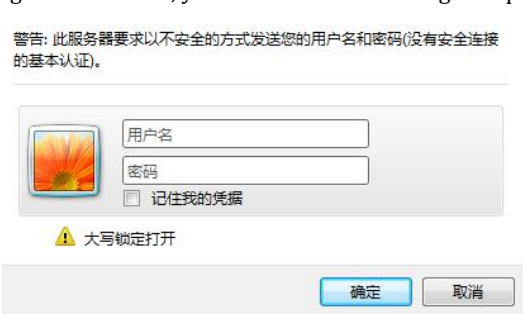 警告: 此服务器要求以不安全的方式发送您的用户名和密码(没有安全连接
的基本认证)。
用户名
密码
记住我的凭据
大写锁定打开
确定
取消